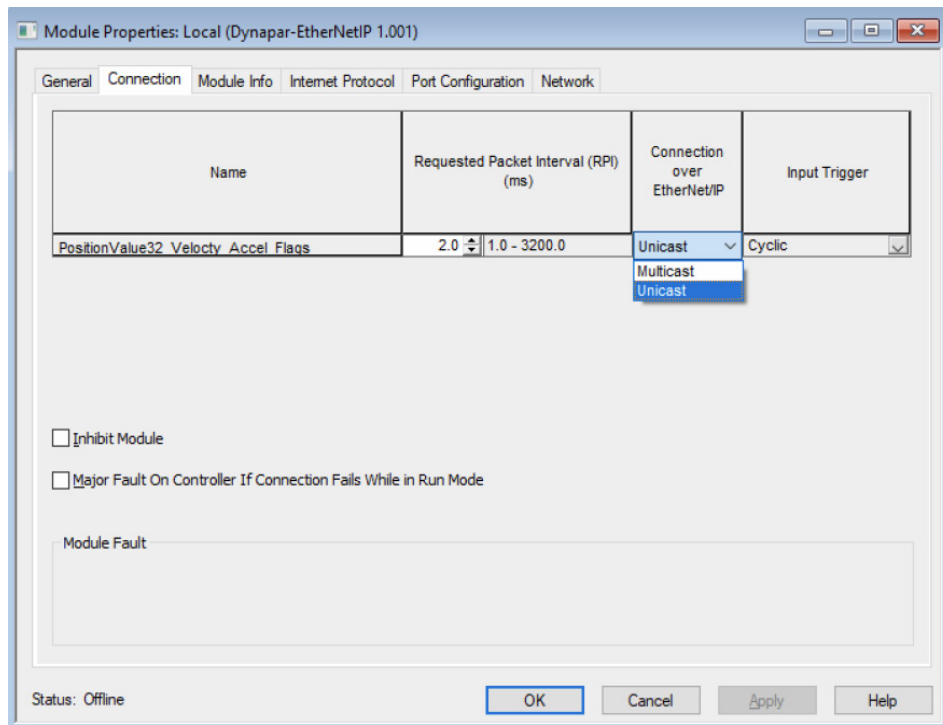 Module Properties: Local (Dynapar-EtherNetIP 1.001)
General Connection Module Info Internet Protocol Port Configuration Network
Name
Requested Packet Interval (RPI)
(ms)
Connection
over
EtherNet/IP
Input Trigger
PositionValue32_Velocty_Accel_Flags
2.0 1.0 - 3200.0
Unicast
Cyclic
Multicast
Unicast
Inhibit Module
Major Fault On Controller If Connection Fails While in Run Mode
Module Fault
Status: Offline
OK Cancel Apply Help